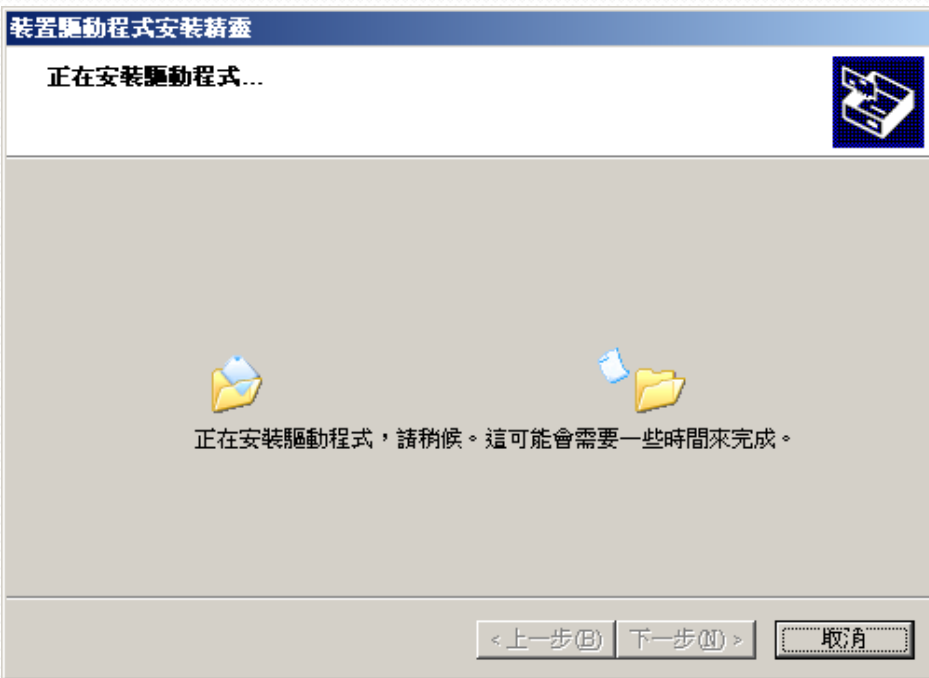 裝置驅動程式安裝精靈
正在安裝驅動程式...
正在安裝驅動程式，請稍候。這可能會需要一些時間來完成。
<上一步(B) 下一步(N)> 取消